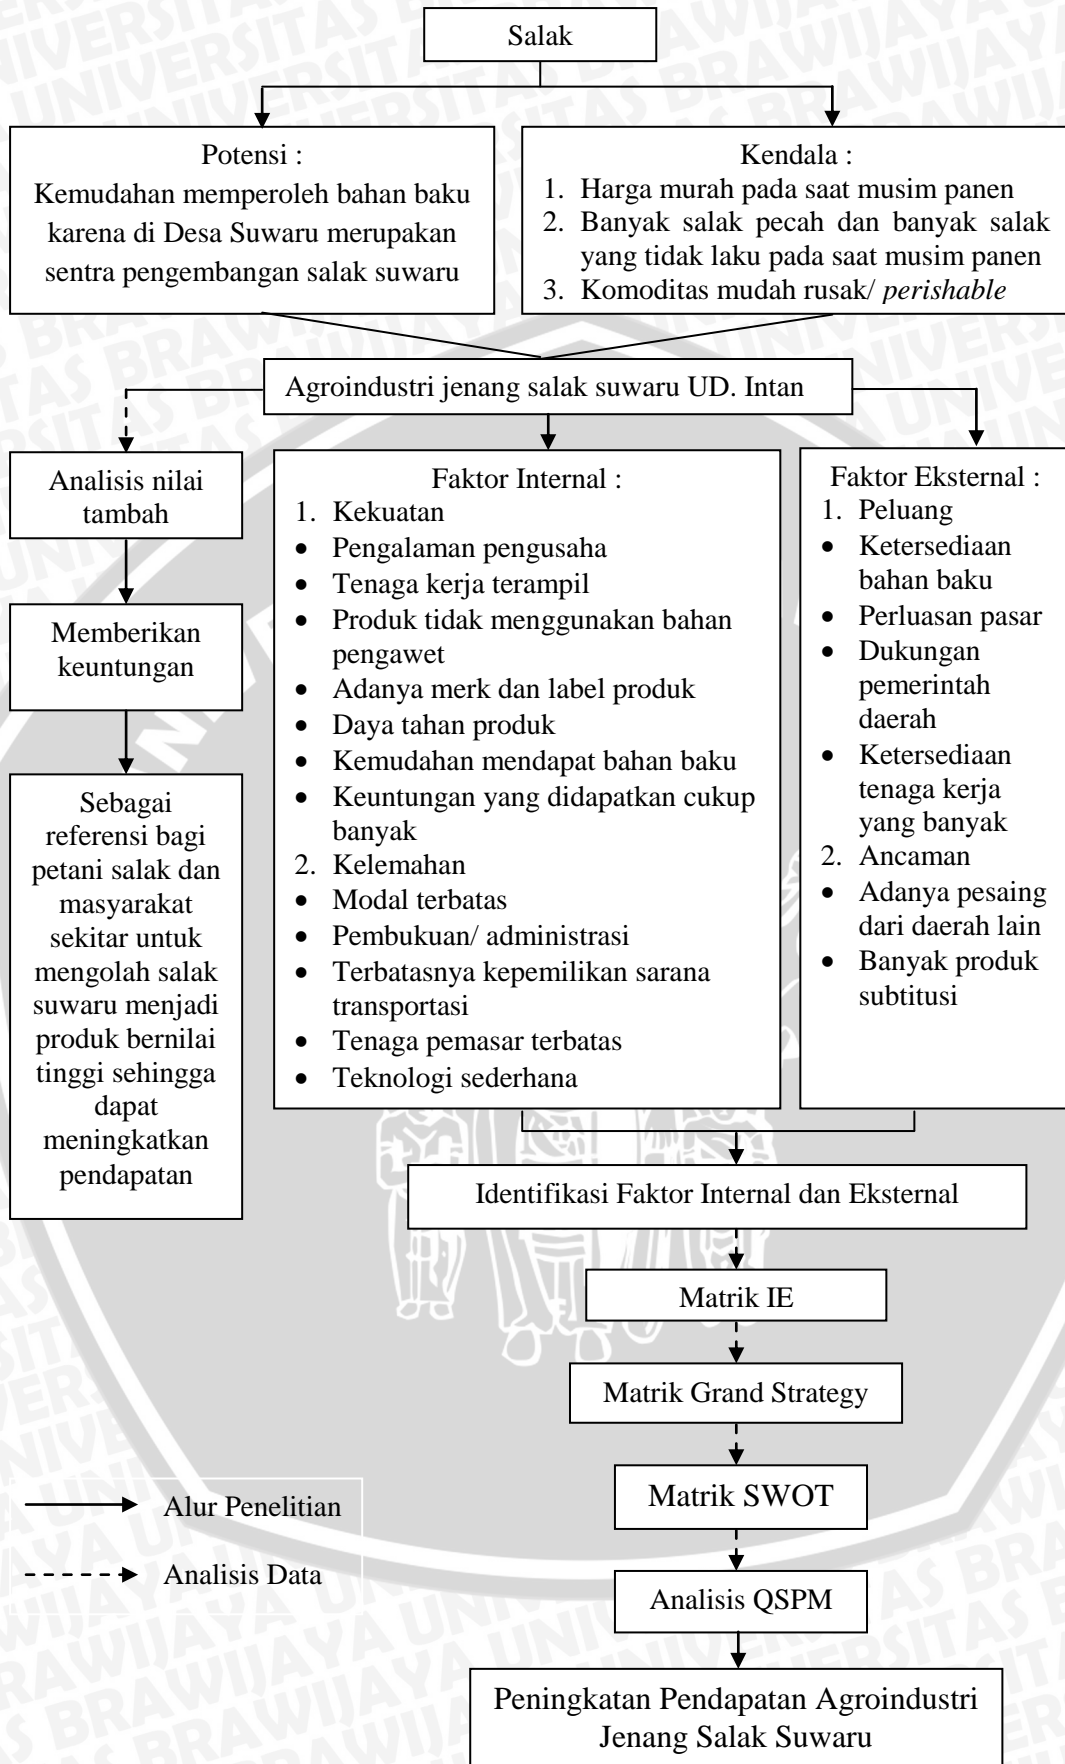 Salak
Potensi :
Kemudahan memperoleh bahan baku
karena di Desa Suwaru merupakan
sentra pengembangan salak suwaru
Kendala :
1. Harga murah pada saat musim panen
2. Banyak salak pecah dan banyak salak
yang tidak laku pada saat musim panen
3. Komoditas mudah rusak/ perishable
Agroindustri jenang salak suwaru UD. Intan
Analisis nilai
tambah
Memberikan
keuntungan
Sebagai
referensi bagi
petani salak dan
masyarakat
sekitar untuk
mengolah salak
suwaru menjadi
produk bernilai
tinggi sehingga
dapat
meningkatkan
pendapatan
Faktor Internal :
1. Kekuatan
• Pengalaman pengusaha
• Tenaga kerja terampil
• Produk tidak menggunakan bahan
pengawet
• Adanya merk dan label produk
• Daya tahan produk
• Kemudahan mendapat bahan baku
• Keuntungan yang didapatkan cukup
banyak
2. Kelemahan
• Modal terbatas
• Pembukuan/ administrasi
• Terbatasnya kepemilikan sarana
transportasi
• Tenaga pemasar terbatas
• Teknologi sederhana
Faktor Eksternal :
1. Peluang
• Ketersediaan
bahan baku
• Perluasan pasar
• Dukungan
pemerintah
daerah
• Ketersediaan
tenaga kerja
yang banyak
2. Ancaman
• Adanya pesaing
dari daerah lain
• Banyak produk
subtitusi
Identifikasi Faktor Internal dan Eksternal
Matrik IE
Matrik Grand Strategy
Matrik SWOT
Analisis QSPM
Peningkatan Pendapatan Agroindustri
Jenang Salak Suwaru
Alur Penelitian
Analisis Data